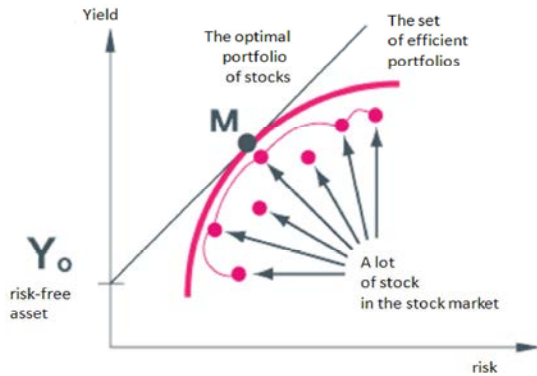 Yield
The optimal
portfolio
of stocks
The set
of efficient
portfolios
M
Yo
risk-free
asset
A lot
of stock
in the stock market
risk